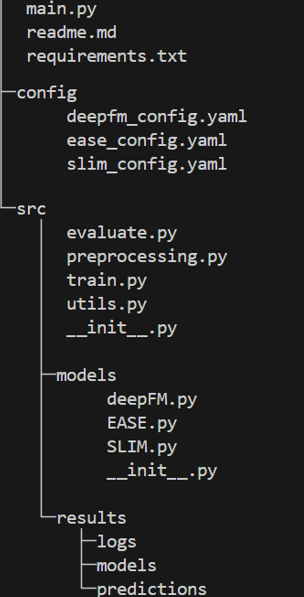 main.py
readme.md
requirements.txt
config
deepfm_config.yaml
ease_config.yaml
slim_config.yaml
src
evaluate.py
preprocessing.py
train.py
utils.py
__init__.py
models
deepFM.py
EASE.py
SLIM.py
__init__.py
results
logs
models
predictions